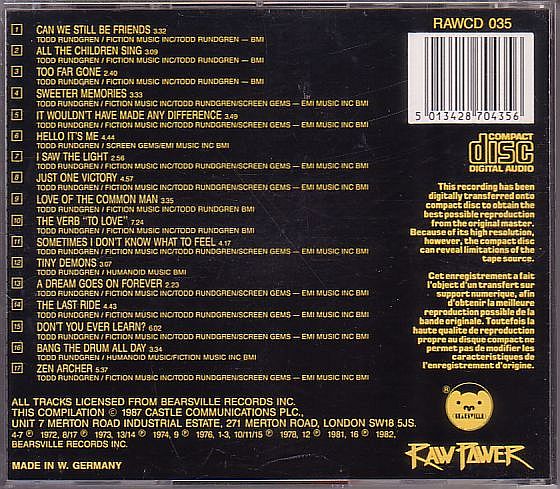 1 CAN WE STILL BE FRIENDS 3:32
TODD RUNDGREN / FICTION MUSIC INC/TODD RUNDGREN — BMI
2 ALL THE CHILDREN SING 3:09
TODD RUNDGREN / FICTION MUSIC INC/TODD RUNDGREN — BMI
3 TOO FAR GONE 2:40
TODD RUNDGREN / FICTION MUSIC INC/TODD RUNDGREN — BMI
4 SWEETER MEMORIES 3:33
TODD RUNDGREN / FICTION MUSIC INC/TODD RUNDGREN/SCREEN GEMS — EMI MUSIC INC BMI
5 IT WOULDN'T HAVE MADE ANY DIFFERENCE 3:49
TODD RUNDGREN / FICTION MUSIC INC/TODD RUNDGREN/SCREEN GEMS — EMI MUSIC INC BMI
6 HELLO IT'S ME 4:44
TODD RUNDGREN / SCREEN GEMS/EMI MUSIC INC BMI
7 I SAW THE LIGHT 2:56
TODD RUNDGREN / FICTION MUSIC INC/TODD RUNDGREN/SCREEN GEMS — EMI MUSIC INC BMI
8 JUST ONE VICTORY 4:57
TODD RUNDGREN / FICTION MUSIC INC/TODD RUNDGREN/SCREEN GEMS — EMI MUSIC INC BMI
9 LOVE OF THE COMMON MAN 3:35
TODD RUNDGREN / FICTION MUSIC INC/TODD RUNDGREN BMI
10 THE VERB "TO LOVE" 7:24
TODD RUNDGREN / FICTION MUSIC INC/TODD RUNDGREN BMI
11 SOMETIMES I DON'T KNOW WHAT TO FEEL 4:17
TODD RUNDGREN / FICTION MUSIC INC/TODD RUNDGREN/SCREEN GEMS — EMI MUSIC INC BMI
12 TINY DEMONS 3:07
TODD RUNDGREN / HUMANOID MUSIC BMI
13 A DREAM GOES ON FOREVER 2:23
TODD RUNDGREN / FICTION MUSIC INC/TODD RUNDGREN/SCREEN GEMS — EMI MUSIC INC BMI
14 THE LAST RIDE 4:43
TODD RUNDGREN / FICTION MUSIC INC/TODD RUNDGREN/SCREEN GEMS — EMI MUSIC INC BMI
15 DON'T YOU EVER LEARN? 6:02
TODD RUNDGREN / FICTION MUSIC INC/TODD RUNDGREN/SCREEN GEMS — EMI MUSIC INC BMI
16 BANG THE DRUM ALL DAY 3:34
TODD RUNDGREN / HUMANOID MUSIC/FICTION MUSIC INC BMI
17 ZEN ARCHER 5:37
TODD RUNDGREN / FICTION MUSIC INC/TODD RUNDGREN/SCREEN GEMS — EMI MUSIC INC BMI
ALL TRACKS LICENSED FROM BEARSVILLE RECORDS INC.
THIS COMPILATION © 1987 CASTLE COMMUNICATIONS PLC.,
UNIT 7 MERTON ROAD INDUSTRIAL ESTATE, 271 MERTON ROAD, LONDON SW18 5JS.
4-7 ℗ 1972, 8/17 ℗ 1973, 13/14 ℗ 1974, 9 ℗ 1976, 1-3, 10/11/15 ℗ 1978, 12 ℗ 1981, 16 ℗ 1982,
BEARSVILLE RECORDS INC.
MADE IN W. GERMANY
RAWCD 035
5 013428 704356
COMPACT
disc
DIGITAL AUDIO
This recording has been
digitally transferred onto
compact disc to obtain the
best possible reproduction
from the original master.
Because of its high resolution,
however, the compact disc
can reveal limitations of the
tape source.
Cet enregistrement a fait
l'object d'un transfert sur
support numerique, afin
d'obtenir la meilleure
reproduction possible de la
bande originale. Toutefois la
haute qualite de reproduction
propre au disque compact ne
permet pas de modifier les
caracteristiques de
l'enregistrement d'origine.
BEARSVILLE
RAW POWER